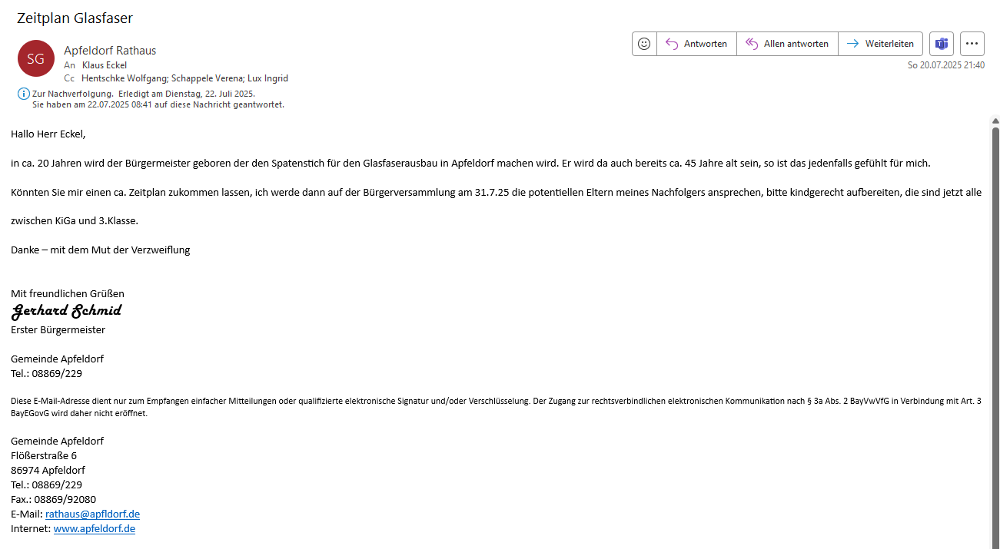 Zeitplan Glasfaser
SG
Apfeldorf Rathaus
An Klaus Eckel
Cc Hentschke Wolfgang; Schappele Verena; Lux Ingrid
Antworten
Allen antworten
Weiterleiten
So 20.07.2025 21:40
Zur Nachverfolgung. Erledigt am Dienstag, 22. Juli 2025.
Sie haben am 22.07.2025 08:41 auf diese Nachricht geantwortet.
Hallo Herr Eckel,
in ca. 20 Jahren wird der Bürgermeister geboren der den Spatenstich für den Glasfaserausbau in Apfeldorf machen wird. Er wird da auch bereits ca. 45 Jahre alt sein, so ist das jedenfalls gefühlt für mich.
Könnten Sie mir einen ca. Zeitplan zukommen lassen, ich werde dann auf der Bürgerversammlung am 31.7.25 die potentiellen Eltern meines Nachfolgers ansprechen, bitte kindgerecht aufbereiten, die sind jetzt alle
zwischen KiGa und 3.Klasse.
Danke – mit dem Mut der Verzweiflung
Mit freundlichen Grüßen
Gerhard Schmid
Erster Bürgermeister
Gemeinde Apfeldorf
Tel.: 08869/229
Diese E-Mail-Adresse dient nur zum Empfangen einfacher Mitteilungen oder qualifizierte elektronische Signatur und/oder Verschlüsselung. Der Zugang zur rechtsverbindlichen elektronischen Kommunikation nach § 3a Abs. 2 BayVwVfG in Verbindung mit Art. 3
BayEGovG wird daher nicht eröffnet.
Gemeinde Apfeldorf
Flößerstraße 6
86974 Apfeldorf
Tel.: 08869/229
Fax.: 08869/92080
E-Mail: rathaus@apfldorf.de
Internet: www.apfeldorf.de